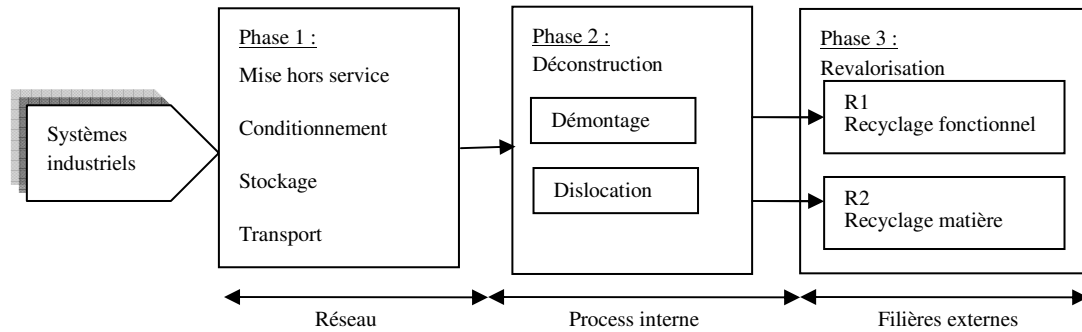 Systèmes
industriels
Phase 1 :
Mise hors service
Conditionnement
Stockage
Transport
Phase 2 :
Déconstruction
Démontage
Dislocation
Phase 3 :
Revalorisation
R1
Recyclage fonctionnel
R2
Recyclage matière
Réseau
Process interne
Filières externes